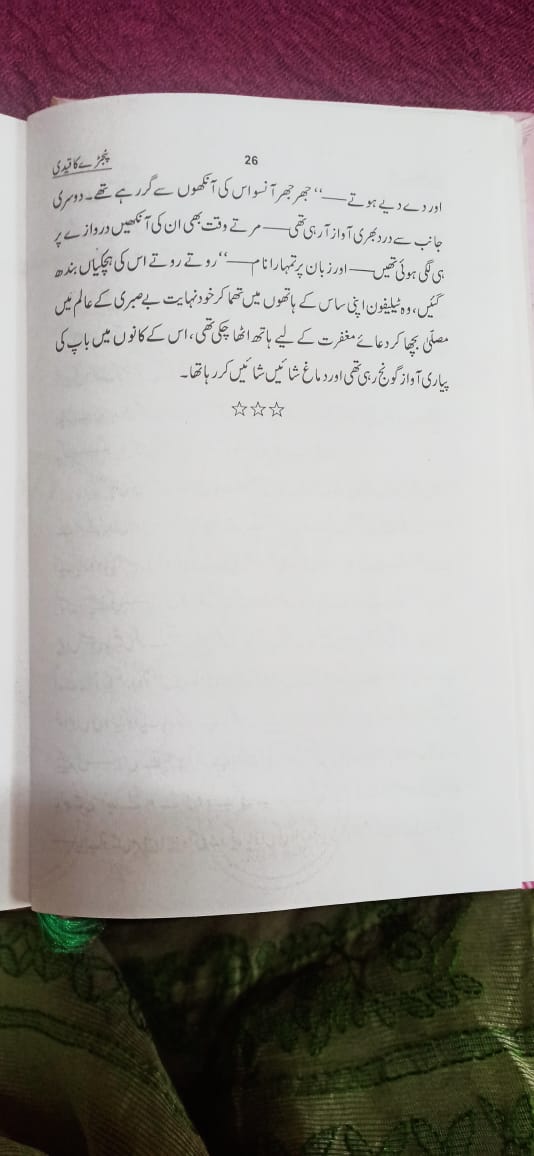 26
پنجڑے کا قیدی
اور دے دیے ہوتے——‘‘ جھر جھر آنسو اس کی آنکھوں سے گر رہے تھے۔ دوسری
جانب سے درد بھری آواز آ رہی تھی—— مرتے وقت بھی ان کی آنکھیں دروازے پر
ہی لگی ہوئی تھیں—— اور زبان پر تمہارا نام——‘‘ روتے روتے اس کی ہچکیاں بندھ
گئیں، وہ ٹیلیفون اپنی ساس کے ہاتھوں میں تھما کر خود نہایت بے صبری کے عالم میں
مصلّٰی بچھا کر دعائے مغفرت کے لیے ہاتھ اٹھا چکی تھی، اس کے کانوں میں باپ کی
پیاری آواز گونج رہی تھی اور دماغ شائیں شائیں کر رہا تھا۔
☆☆☆